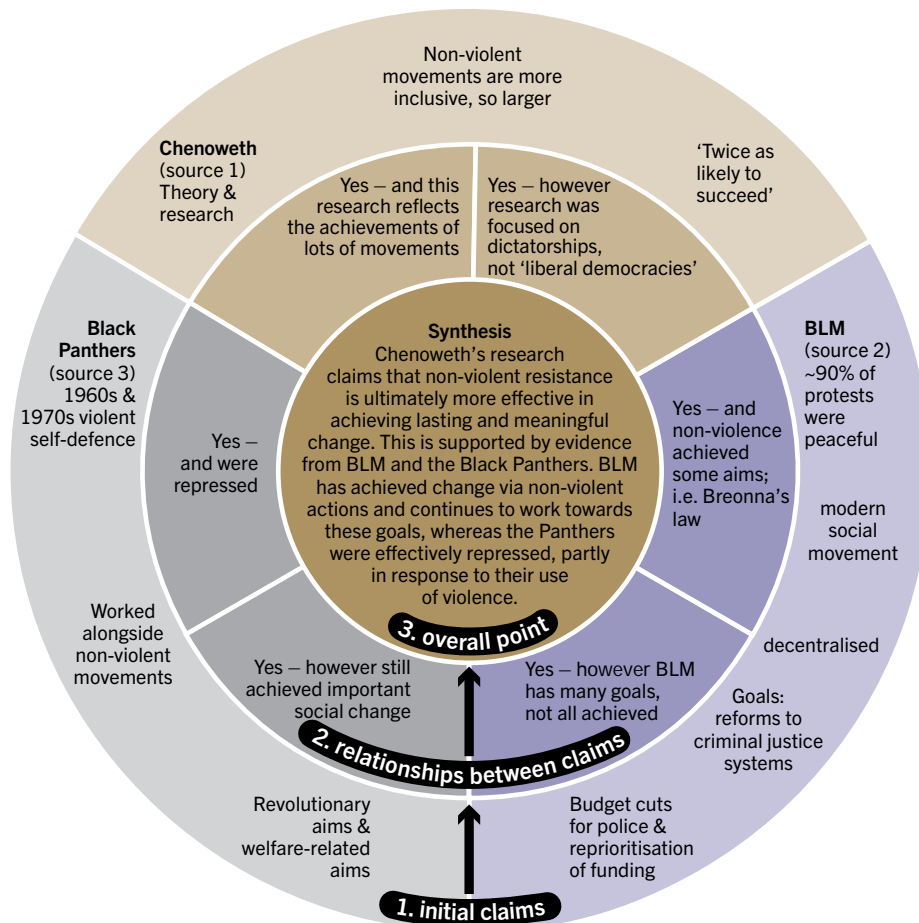 Non-violent
movements are more
inclusive, so larger
Chenoweth
(source 1)
Theory &
research
'Twice as
likely to
succeed'
Yes – and this
research reflects
the achievements of
lots of movements
Yes – however
research was
focused on
dictatorships,
not 'liberal democracies'
Black
Panthers
(source 3)
1960s &
1970s violent
self-defence
Worked
alongside
non-violent
movements
Revolutionary
aims &
welfare-related
aims
Yes –
and were
repressed
Yes – however still
achieved important
social change
Synthesis
Chenoweth's research
claims that non-violent resistance
is ultimately more effective in
achieving lasting and meaningful
change. This is supported by evidence
from BLM and the Black Panthers. BLM
has achieved change via non-violent
actions and continues to work towards
these goals, whereas the Panthers
were effectively repressed, partly
in response to their use
of violence.
3. overall point
Yes – and
non-violence
achieved
some aims;
i.e. Breonna's
law
Yes – however BLM
has many goals,
not all achieved
BLM
(source 2)
~90% of
protests
were
peaceful
modern
social
movement
decentralised
Goals:
reforms to
criminal justice
systems
Budget cuts
for police &
reprioritisation
of funding
2. relationships between claims
1. initial claims